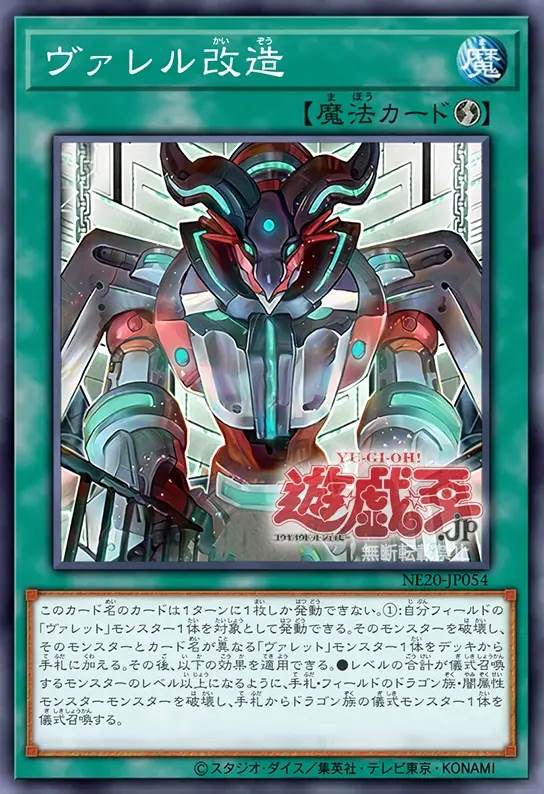 ヴァレル改造
魔
【魔法カード】
YU-GI-OH!
遊戯王.jp
無断転載禁止
NE20-JP054
このカード名のカードは1ターンに1枚しか発動できない。①:自分フィールドの
「ヴァレット」モンスター1体を対象として発動できる。そのモンスターを破壊し、
そのモンスターとカード名が異なる「ヴァレット」モンスター1体をデッキから
手札に加える。その後、以下の効果を適用できる。●レベルの合計が儀式召喚
するモンスターのレベル以上になるように、手札・フィールドのドラゴン族・闇属性
モンスターモンスターを破壊し、手札からドラゴン族の儀式モンスター1体を
儀式召喚する。
©スタジオ・ダイス/集英社・テレビ東京・KONAMI